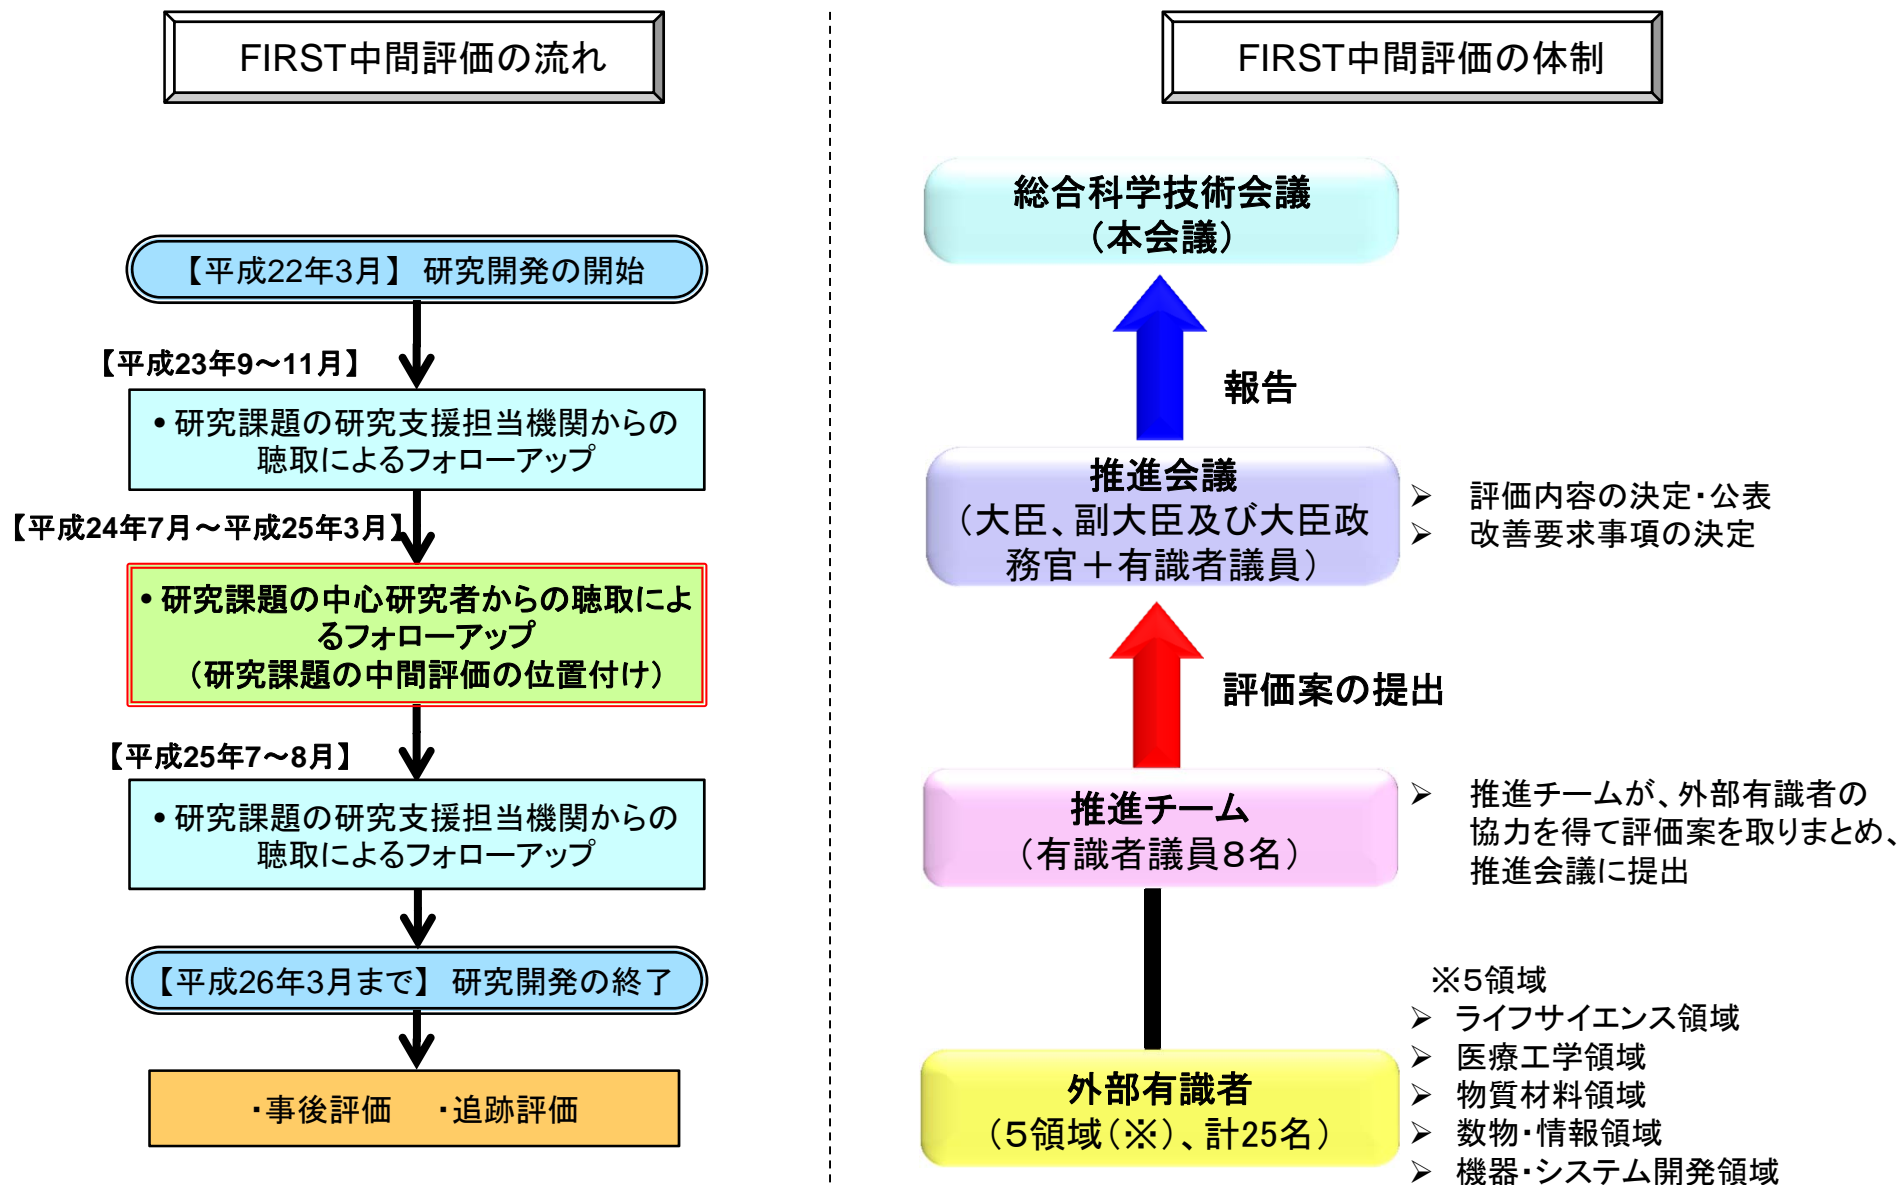 FIRST中間評価の流れ
【平成22年3月】 研究開発の開始
【平成23年9～11月】
• 研究課題の研究支援担当機関からの
聴取によるフォローアップ
【平成24年7月～平成25年3月】
• 研究課題の中心研究者からの聴取によ
るフォローアップ
（研究課題の中間評価の位置付け）
【平成25年7～8月】
• 研究課題の研究支援担当機関からの
聴取によるフォローアップ
【平成26年3月まで】 研究開発の終了
・事後評価 ・追跡評価
FIRST中間評価の体制
総合科学技術会議
（本会議）
報告
推進会議
（大臣、副大臣及び大臣政
務官＋有識者議員）
➢ 評価内容の決定・公表
➢ 改善要求事項の決定
評価案の提出
推進チーム
（有識者議員８名）
➢ 推進チームが、外部有識者の
協力を得て評価案を取りまとめ、
推進会議に提出
外部有識者
（５領域（※）、計25名）
※５領域
➢ ライフサイエンス領域
➢ 医療工学領域
➢ 物質材料領域
➢ 数物・情報領域
➢ 機器・システム開発領域